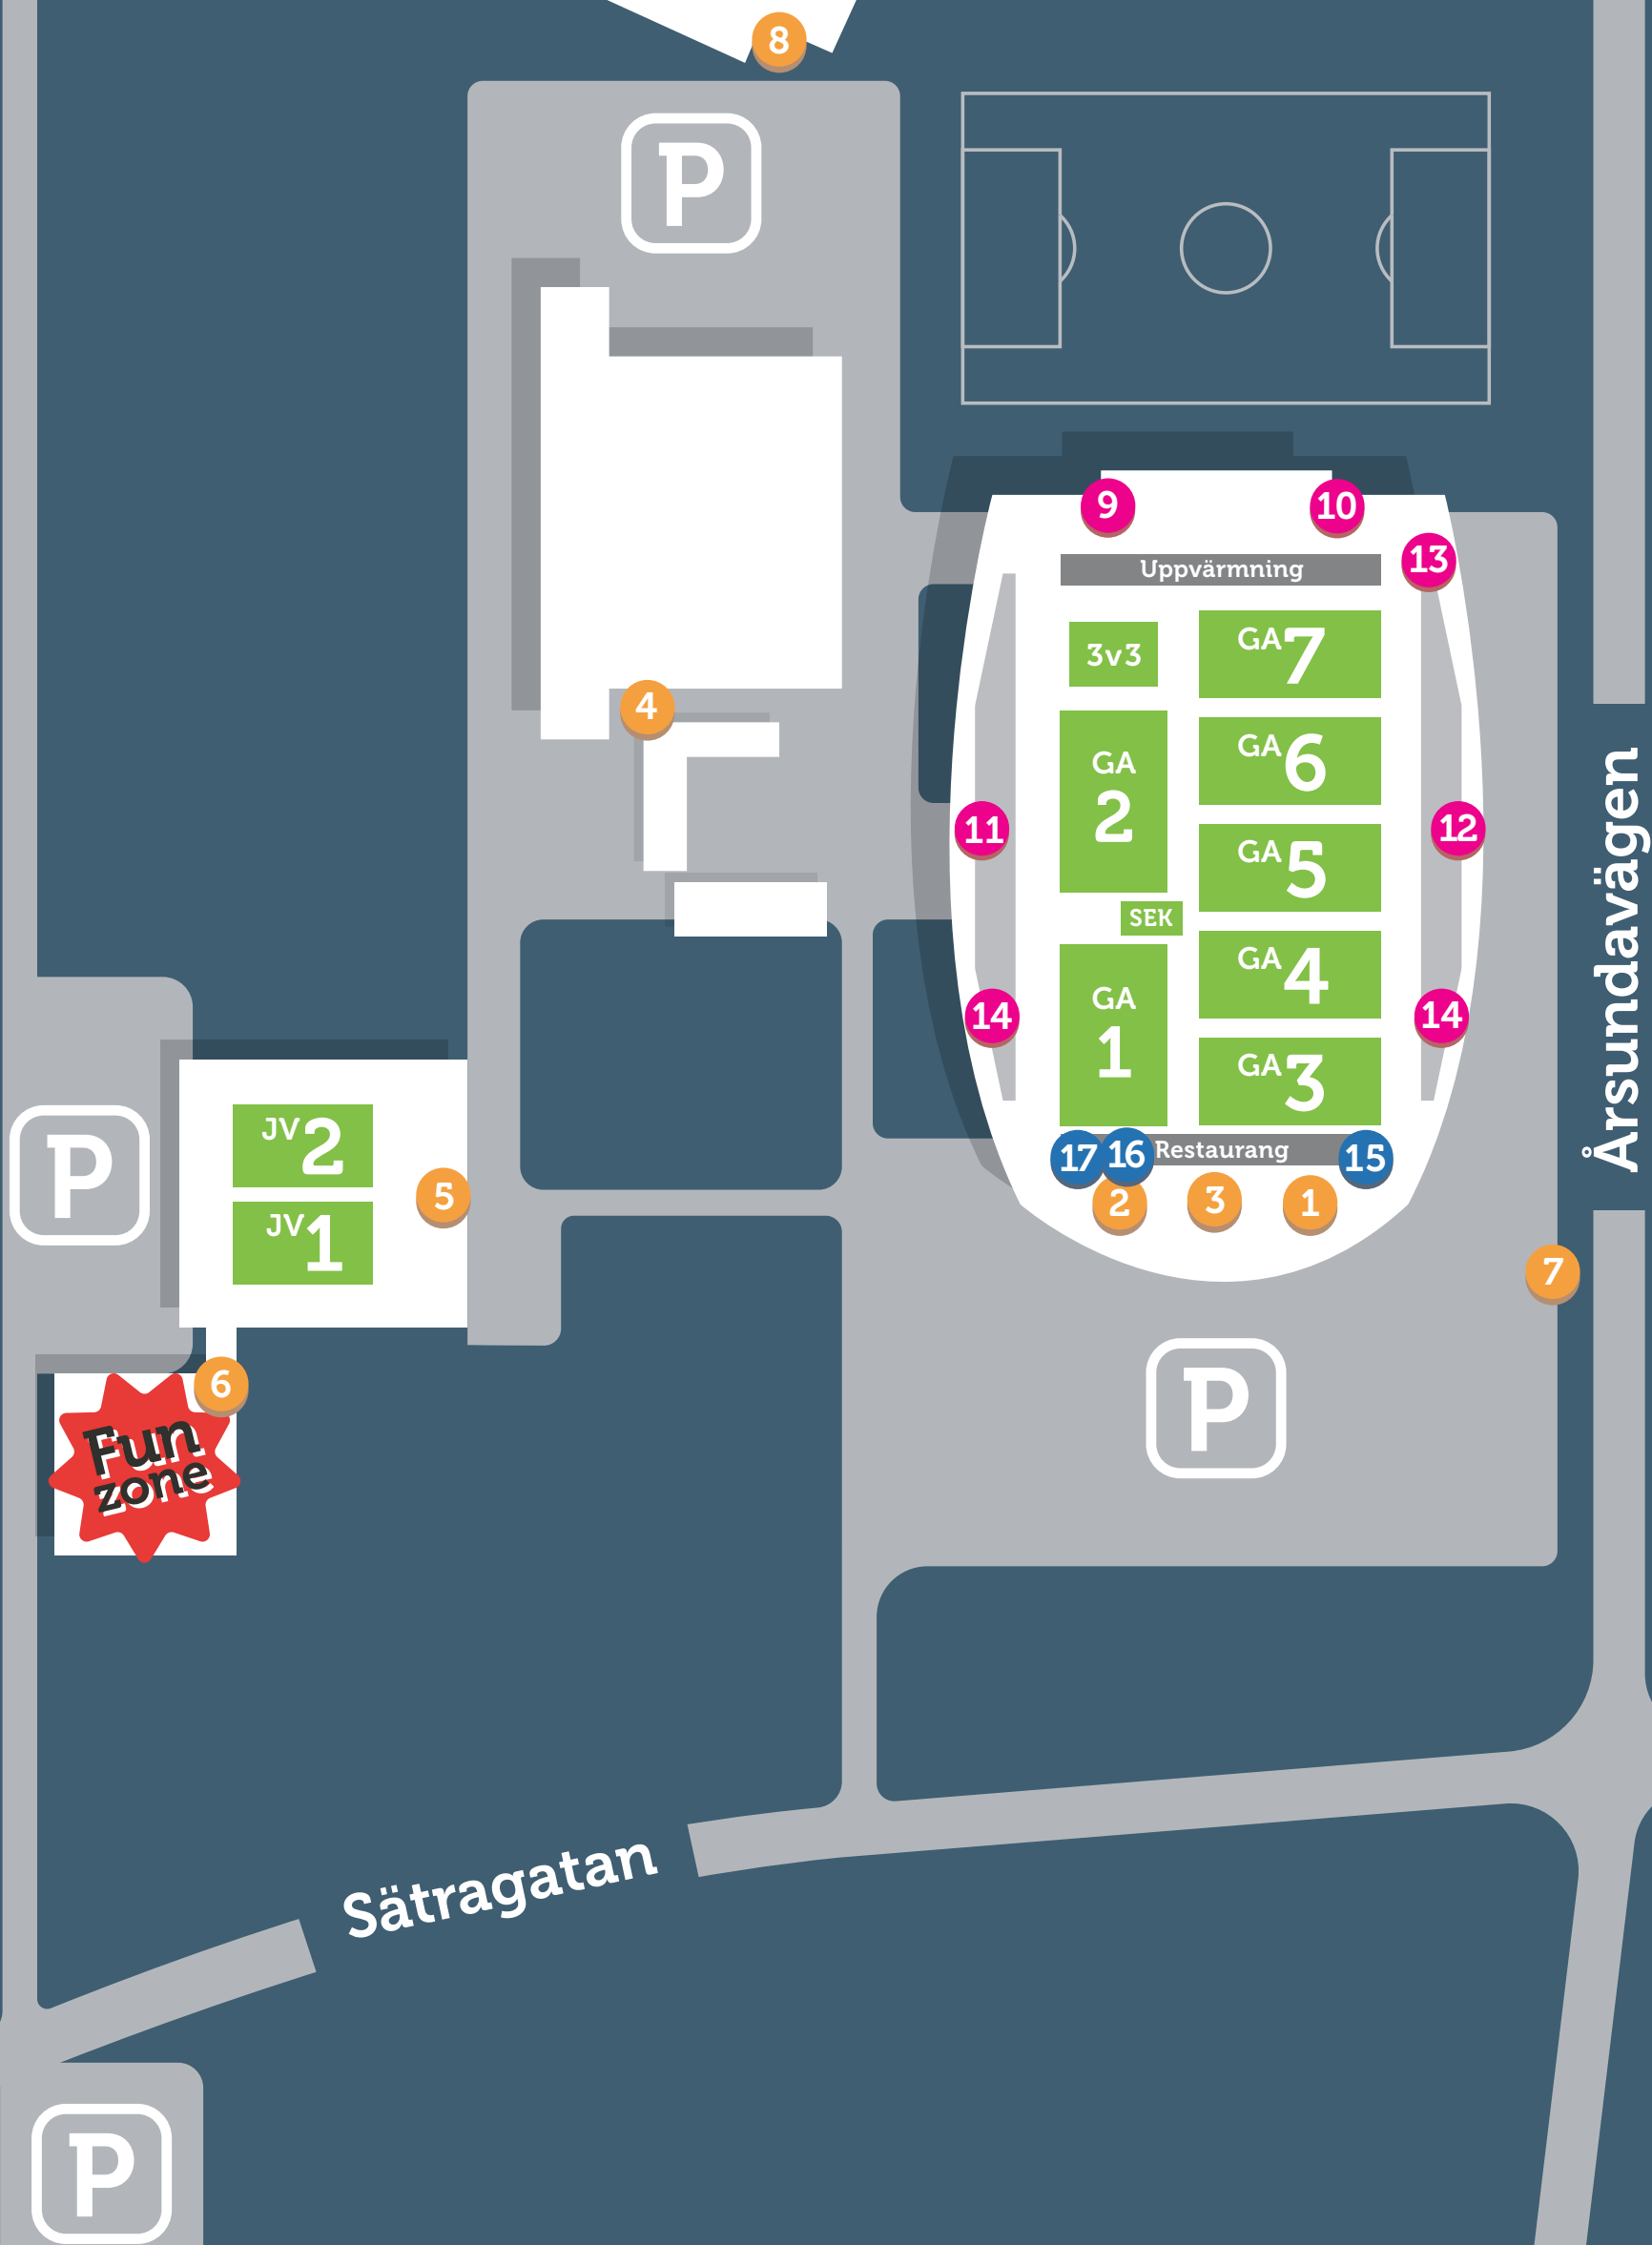 8
P
9
10
13
Uppvärmning
3v3
GA 7
4
GA 6
GA
2
11
12
GA 5
SEK
GA 4
GA
1
14
14
GA 3
Årsundavägen
JV 2
P
5
JV 1
17
16
Restaurang
15
2
3
1
7
6
P
Fun
zone
Sätragatan
P